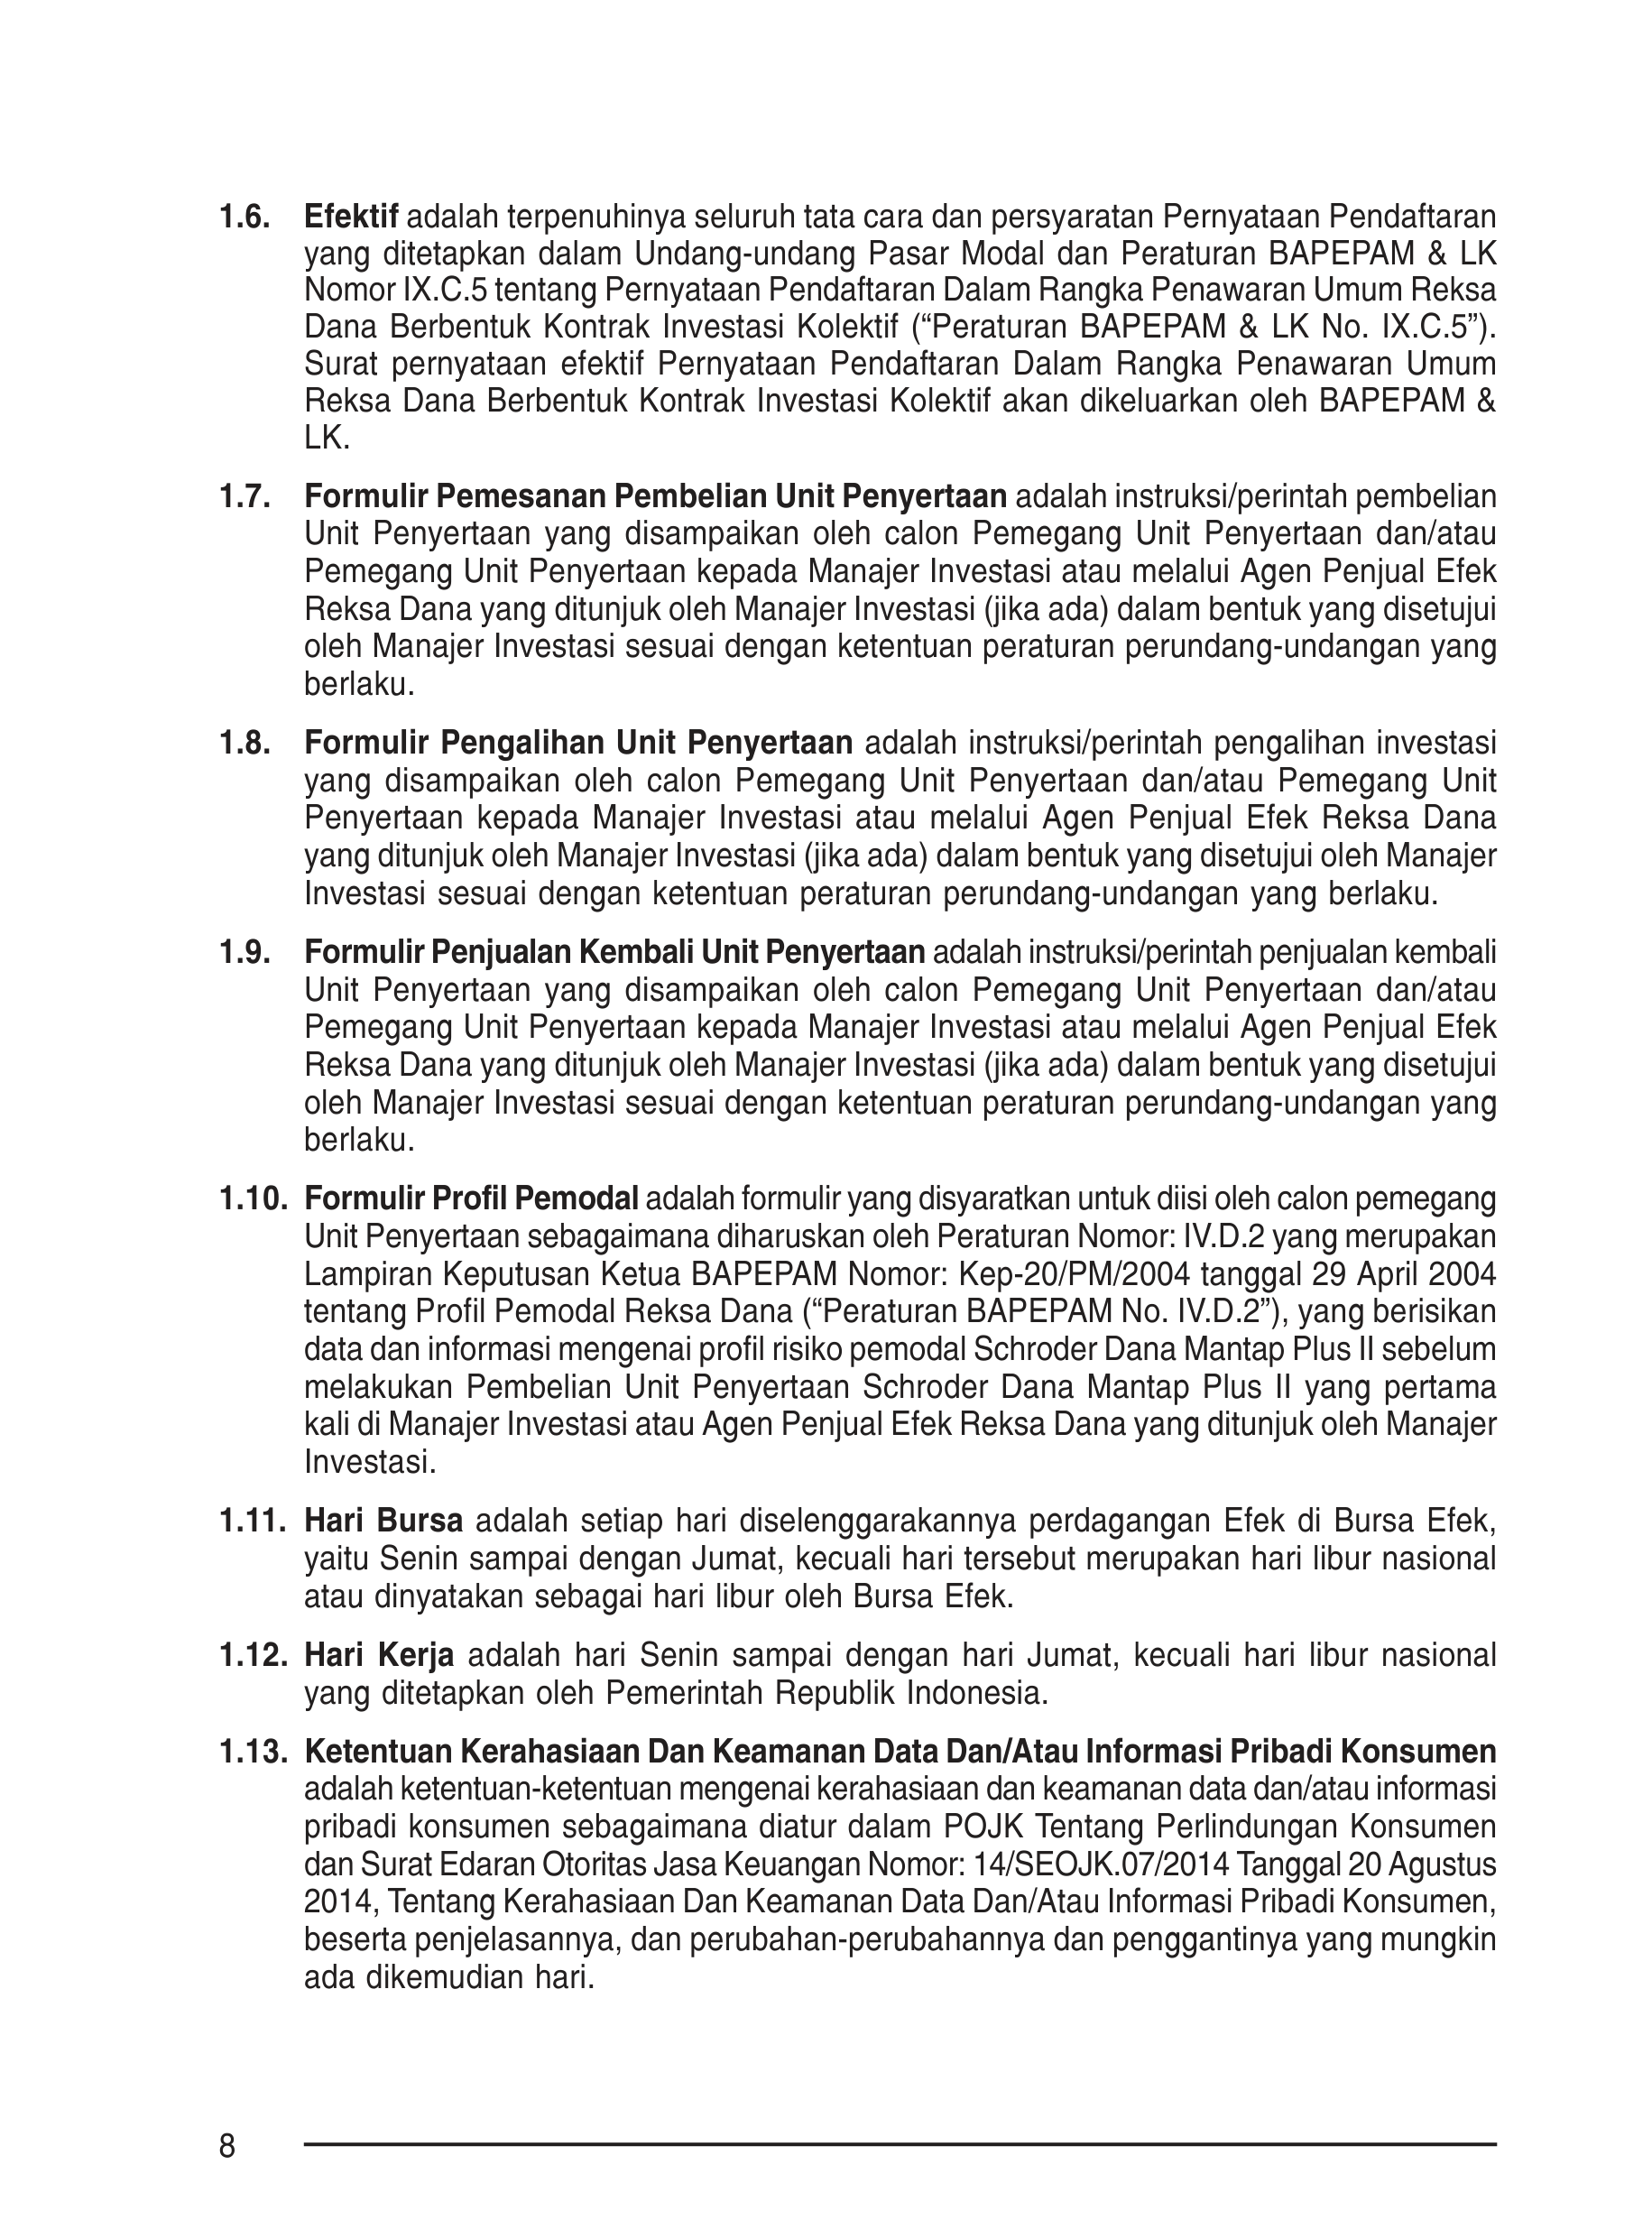 1.6. Efektif adalah terpenuhinya seluruh tata cara dan persyaratan Pernyataan Pendaftaran
yang ditetapkan dalam Undang-undang Pasar Modal dan Peraturan BAPEPAM & LK
Nomor IX.C.5 tentang Pernyataan Pendaftaran Dalam Rangka Penawaran Umum Reksa
Dana Berbentuk Kontrak Investasi Kolektif (“Peraturan BAPEPAM & LK No. IX.C.5”).
Surat pernyataan efektif Pernyataan Pendaftaran Dalam Rangka Penawaran Umum
Reksa Dana Berbentuk Kontrak Investasi Kolektif akan dikeluarkan oleh BAPEPAM &
LK.
1.7. Formulir Pemesanan Pembelian Unit Penyertaan adalah instruksi/perintah pembelian
Unit Penyertaan yang disampaikan oleh calon Pemegang Unit Penyertaan dan/atau
Pemegang Unit Penyertaan kepada Manajer Investasi atau melalui Agen Penjual Efek
Reksa Dana yang ditunjuk oleh Manajer Investasi (jika ada) dalam bentuk yang disetujui
oleh Manajer Investasi sesuai dengan ketentuan peraturan perundang-undangan yang
berlaku.
1.8. Formulir Pengalihan Unit Penyertaan adalah instruksi/perintah pengalihan investasi
yang disampaikan oleh calon Pemegang Unit Penyertaan dan/atau Pemegang Unit
Penyertaan kepada Manajer Investasi atau melalui Agen Penjual Efek Reksa Dana
yang ditunjuk oleh Manajer Investasi (jika ada) dalam bentuk yang disetujui oleh Manajer
Investasi sesuai dengan ketentuan peraturan perundang-undangan yang berlaku.
1.9. Formulir Penjualan Kembali Unit Penyertaan adalah instruksi/perintah penjualan kembali
Unit Penyertaan yang disampaikan oleh calon Pemegang Unit Penyertaan dan/atau
Pemegang Unit Penyertaan kepada Manajer Investasi atau melalui Agen Penjual Efek
Reksa Dana yang ditunjuk oleh Manajer Investasi (jika ada) dalam bentuk yang disetujui
oleh Manajer Investasi sesuai dengan ketentuan peraturan perundang-undangan yang
berlaku.
1.10. Formulir Profil Pemodal adalah formulir yang disyaratkan untuk diisi oleh calon pemegang
Unit Penyertaan sebagaimana diharuskan oleh Peraturan Nomor: IV.D.2 yang merupakan
Lampiran Keputusan Ketua BAPEPAM Nomor: Kep-20/PM/2004 tanggal 29 April 2004
tentang Profil Pemodal Reksa Dana (“Peraturan BAPEPAM No. IV.D.2”), yang berisikan
data dan informasi mengenai profil risiko pemodal Schroder Dana Mantap Plus II sebelum
melakukan Pembelian Unit Penyertaan Schroder Dana Mantap Plus II yang pertama
kali di Manajer Investasi atau Agen Penjual Efek Reksa Dana yang ditunjuk oleh Manajer
Investasi.
1.11. Hari Bursa adalah setiap hari diselenggarakannya perdagangan Efek di Bursa Efek,
yaitu Senin sampai dengan Jumat, kecuali hari tersebut merupakan hari libur nasional
atau dinyatakan sebagai hari libur oleh Bursa Efek.
1.12. Hari Kerja adalah hari Senin sampai dengan hari Jumat, kecuali hari libur nasional
yang ditetapkan oleh Pemerintah Republik Indonesia.
1.13. Ketentuan Kerahasiaan Dan Keamanan Data Dan/Atau Informasi Pribadi Konsumen
adalah ketentuan-ketentuan mengenai kerahasiaan dan keamanan data dan/atau informasi
pribadi konsumen sebagaimana diatur dalam POJK Tentang Perlindungan Konsumen
dan Surat Edaran Otoritas Jasa Keuangan Nomor: 14/SEOJK.07/2014 Tanggal 20 Agustus
2014, Tentang Kerahasiaan Dan Keamanan Data Dan/Atau Informasi Pribadi Konsumen,
beserta penjelasannya, dan perubahan-perubahannya dan penggantinya yang mungkin
ada dikemudian hari.
8